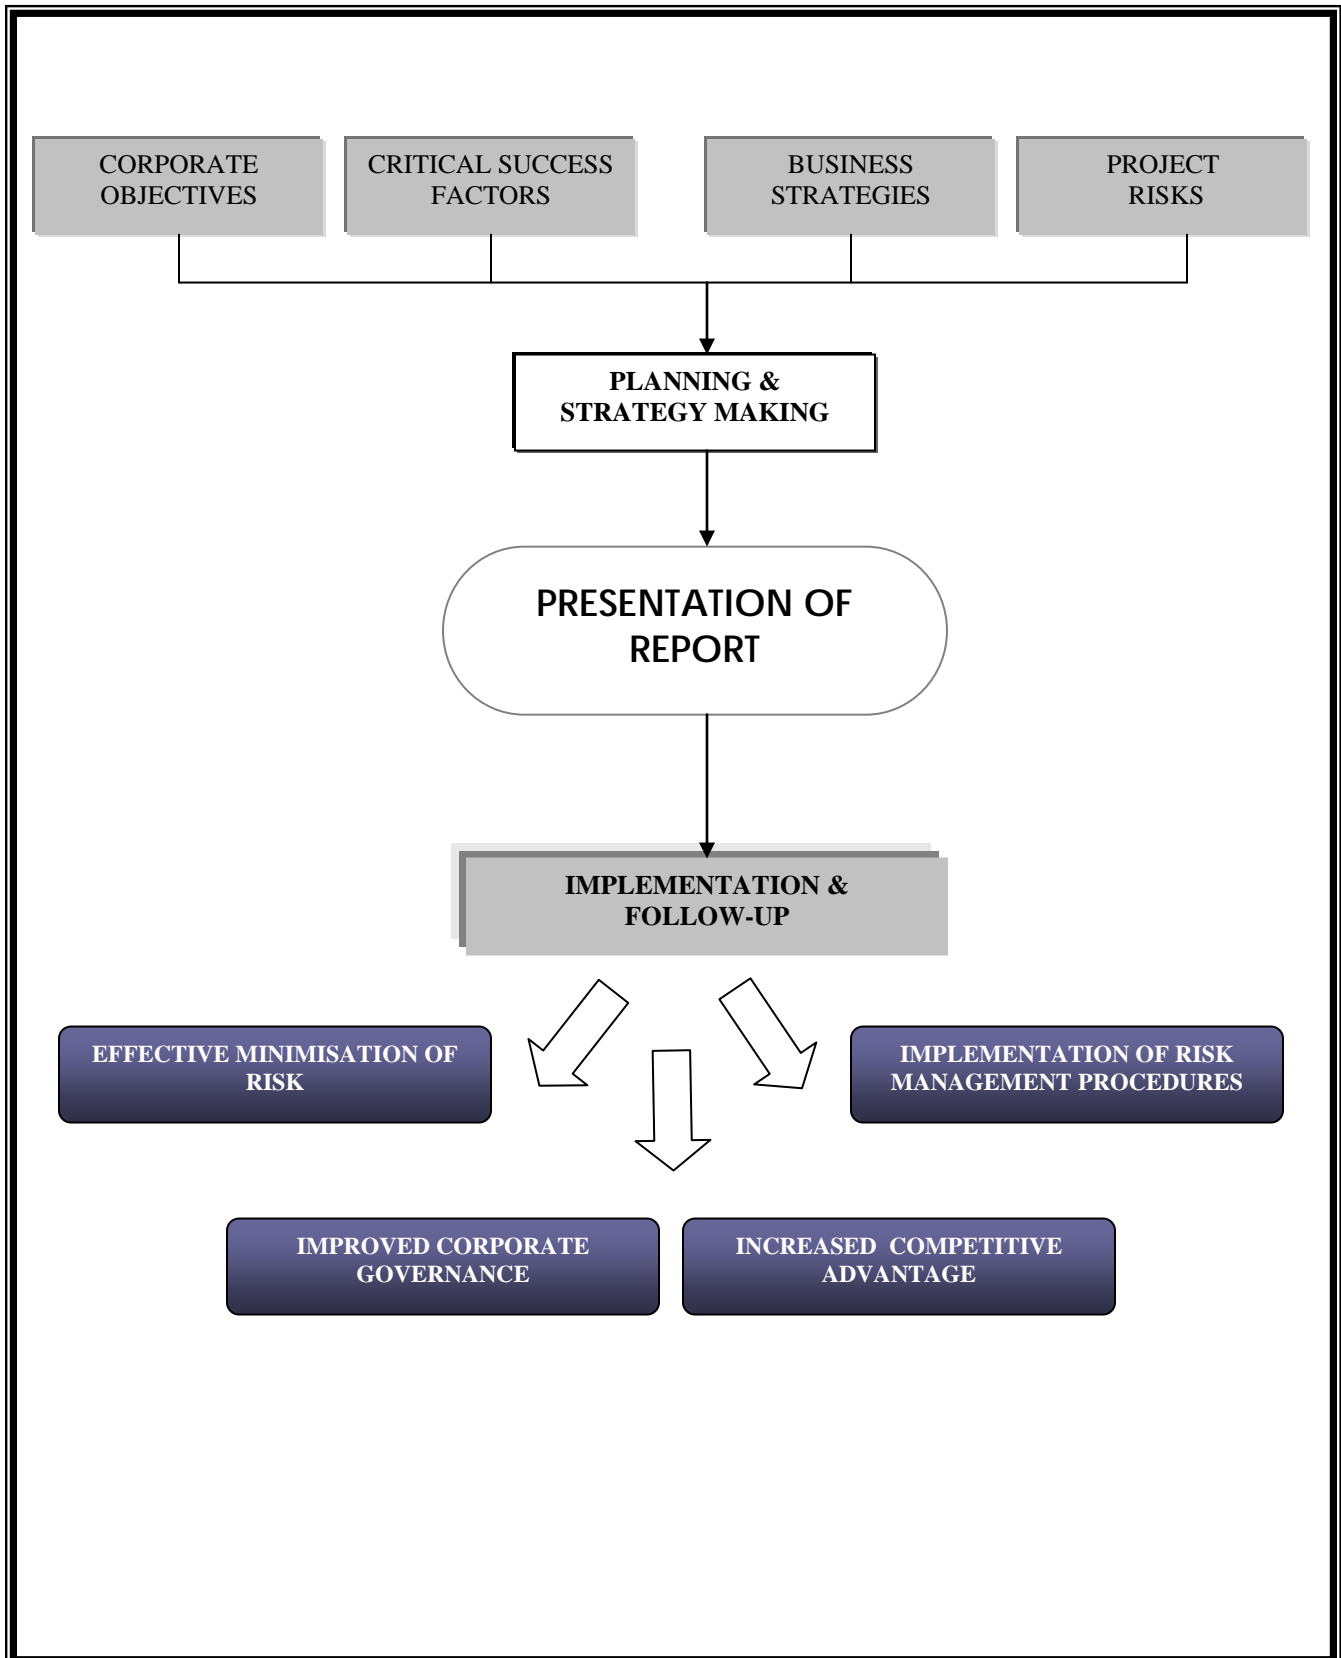 CORPORATE
OBJECTIVES
CRITICAL SUCCESS
FACTORS
BUSINESS
STRATEGIES
PROJECT
RISKS
PLANNING &
STRATEGY MAKING
PRESENTATION OF
REPORT
IMPLEMENTATION &
FOLLOW-UP
EFFECTIVE MINIMISATION OF
RISK
IMPLEMENTATION OF RISK
MANAGEMENT PROCEDURES
IMPROVED CORPORATE
GOVERNANCE
INCREASED  COMPETITIVE
ADVANTAGE